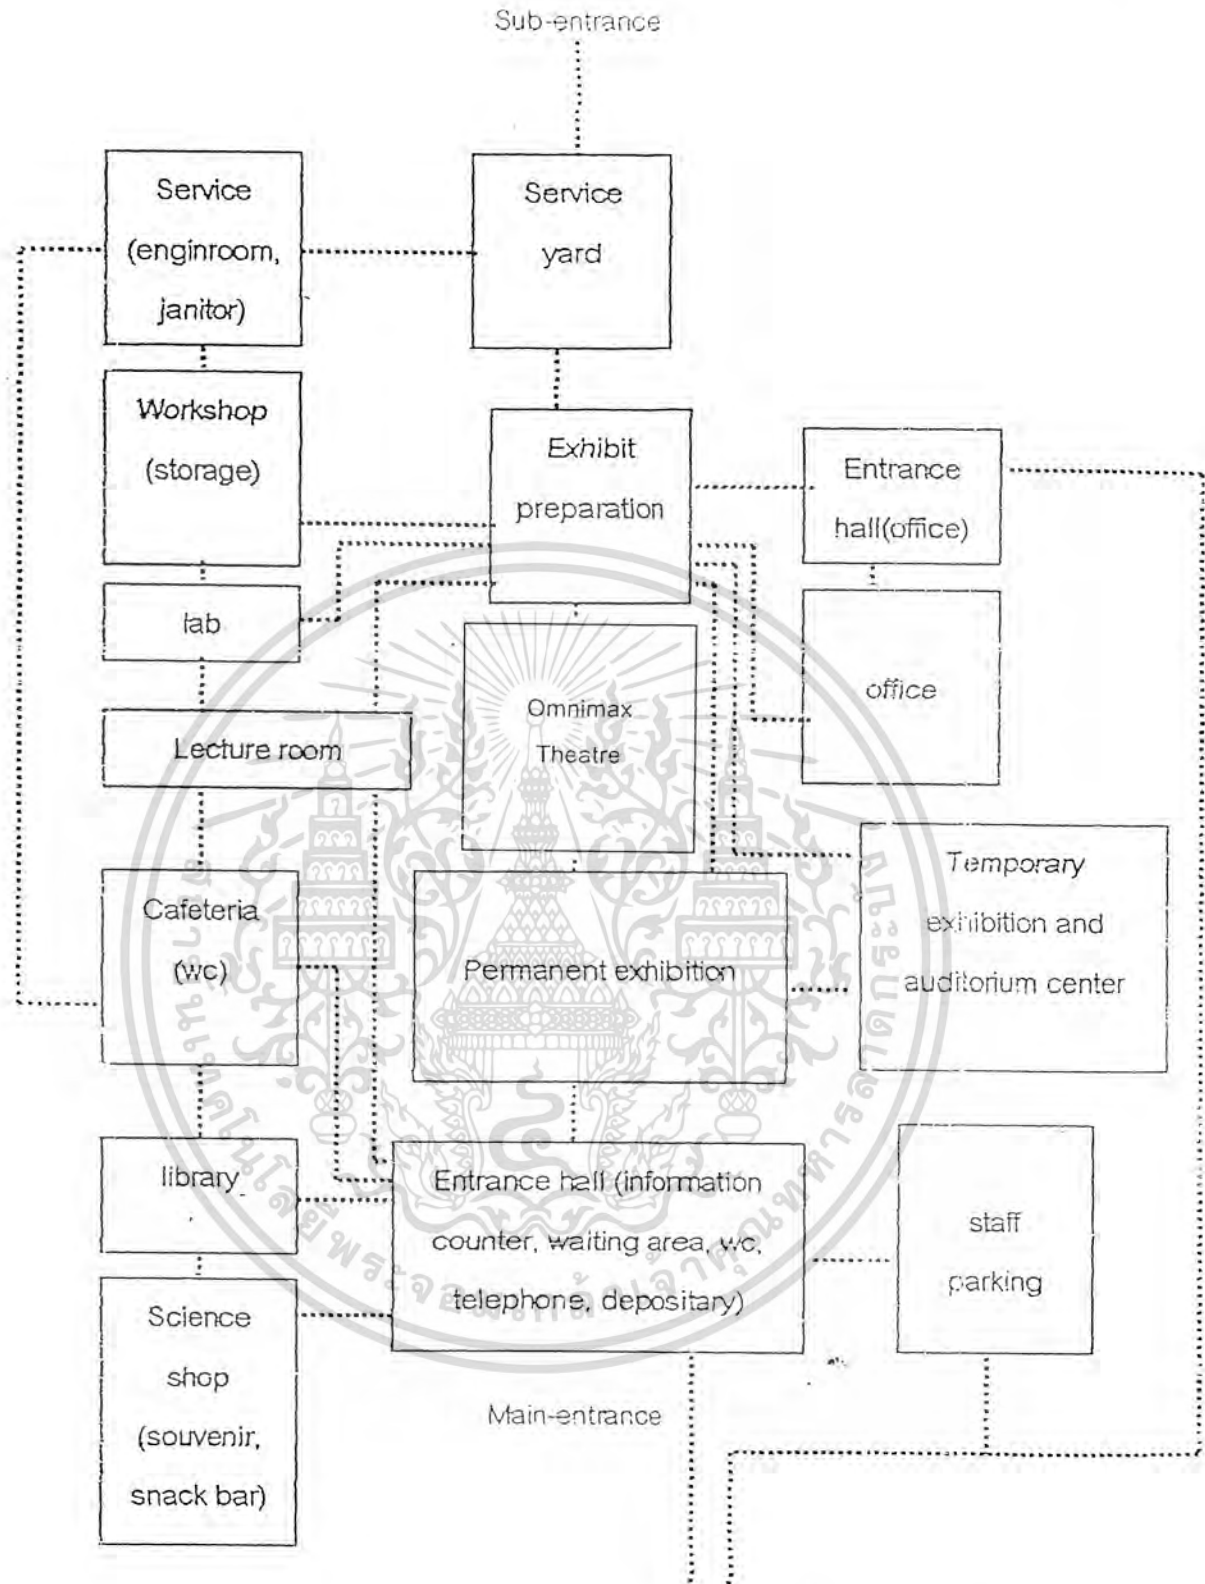 Sub-entrance
Service
(enginroom,
janitor)
Service
yard
Workshop
(storage)
Exhibit
preparation
Entrance
hall(office)
lab
office
Omnimax
Theatre
Lecture room
Temporary
exhibition and
auditorium center
Cafeteria
(wc)
Permanent exhibition
library
Entrance hall (information
counter, waiting area, wc,
telephone, depositary)
staff
parking
Science
shop
(souvenir,
snack bar)
Main-entrance